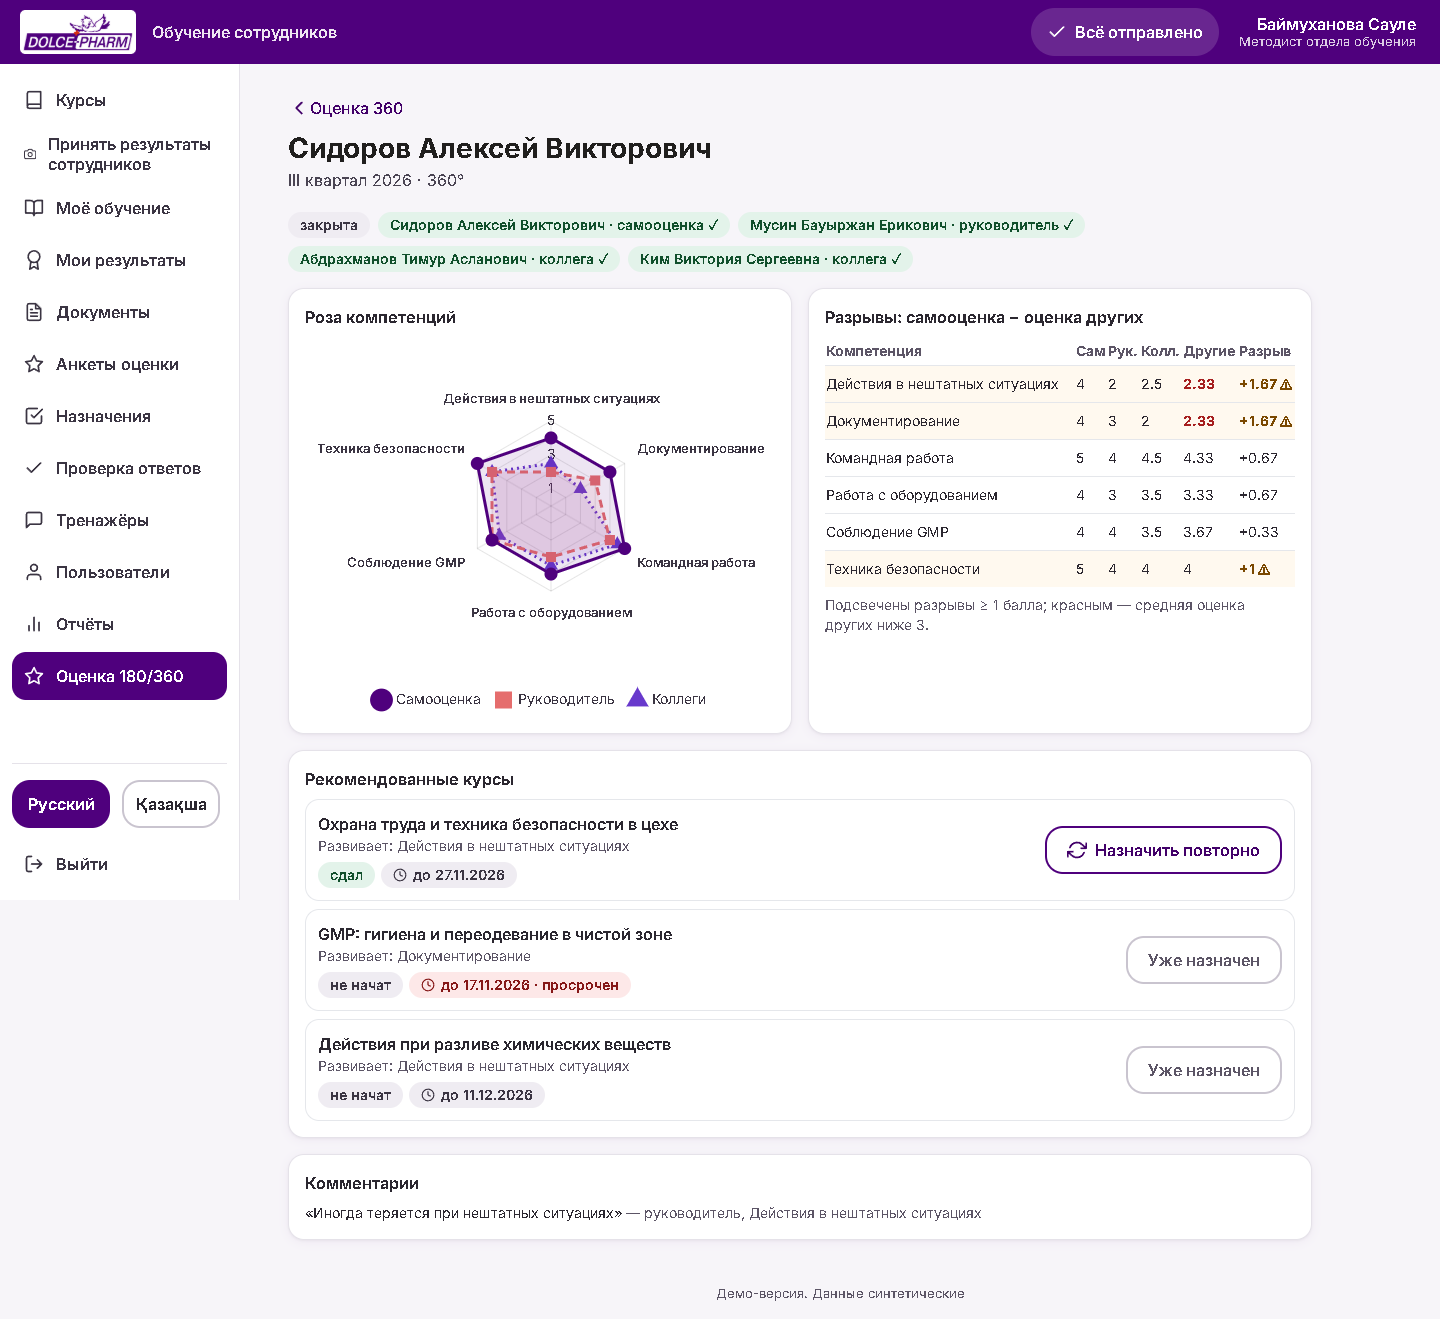 DOLCE-PHARM
Обучение сотрудников
Всё отправлено
Баймуханова Сауле
Методист отдела обучения
Курсы
Принять результаты
сотрудников
Моё обучение
Мои результаты
Документы
Анкеты оценки
Назначения
Проверка ответов
Тренажёры
Пользователи
Отчёты
Оценка 180/360
Русский
Қазақша
Выйти
Оценка 360
Сидоров Алексей Викторович
III квартал 2026 · 360°
закрыта
Сидоров Алексей Викторович · самооценка ✓
Мусин Бауыржан Ерикович · руководитель ✓
Абдрахманов Тимур Асланович · коллега ✓
Ким Виктория Сергеевна · коллега ✓
Роза компетенций
Действия в нештатных ситуациях
5
Техника безопасности
Документирование
3
1
Соблюдение GMP
Командная работа
Работа с оборудованием
Самооценка
Руководитель
Коллеги
Разрывы: самооценка − оценка других
Компетенция Сам Рук. Колл. Другие Разрыв
Действия в нештатных ситуациях 4 2 2.5 2.33 +1.67 ⚠
Документирование 4 3 2 2.33 +1.67 ⚠
Командная работа 5 4 4.5 4.33 +0.67
Работа с оборудованием 4 3 3.5 3.33 +0.67
Соблюдение GMP 4 4 3.5 3.67 +0.33
Техника безопасности 5 4 4 4 +1 ⚠
Подсвечены разрывы ≥ 1 балла; красным — средняя оценка
других ниже 3.
Рекомендованные курсы
Охрана труда и техника безопасности в цехе
Развивает: Действия в нештатных ситуациях
сдал
до 27.11.2026
Назначить повторно
GMP: гигиена и переодевание в чистой зоне
Развивает: Документирование
не начат
до 17.11.2026 · просрочен
Уже назначен
Действия при разливе химических веществ
Развивает: Действия в нештатных ситуациях
не начат
до 11.12.2026
Уже назначен
Комментарии
«Иногда теряется при нештатных ситуациях» — руководитель, Действия в нештатных ситуациях
Демо-версия. Данные синтетические